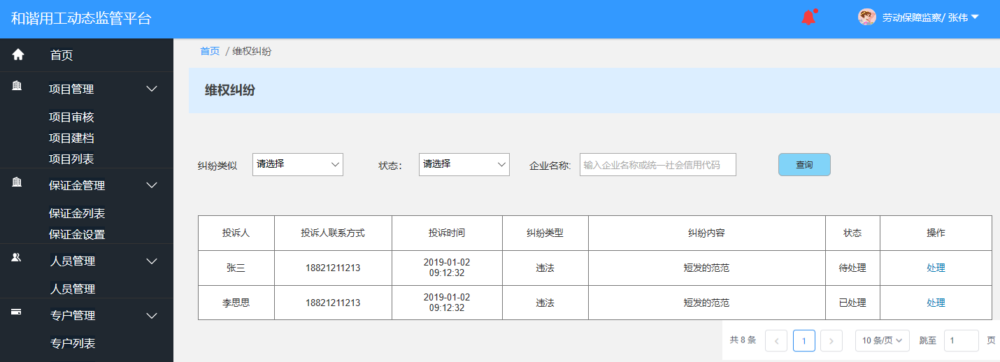 和谐用工动态监管平台
劳动保障监察/ 张伟
首页
项目管理
项目审核
项目建档
项目列表
保证金管理
保证金列表
保证金设置
人员管理
人员管理
专户管理
专户列表
首页 / 维权纠纷
维权纠纷
纠纷类似 请选择 状态: 请选择 企业名称: 输入企业名称或统一社会信用代码 查询
投诉人 投诉人联系方式 投诉时间 纠纷类型 纠纷内容 状态 操作
张三 18821211213 2019-01-02 09:12:32 违法 短发的范范 待处理 处理
李思思 18821211213 2019-01-02 09:12:32 违法 短发的范范 已处理 处理
共 8 条 1 10 条/页 跳至 1 页